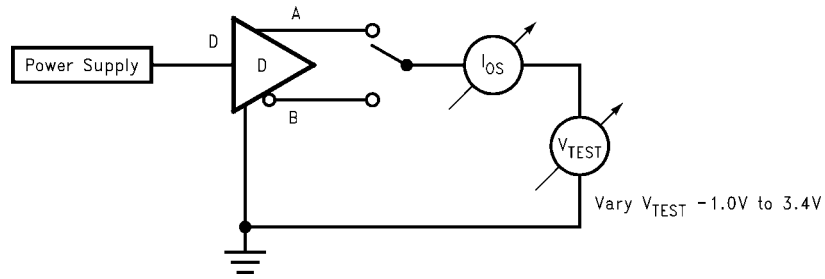 A
D
Power Supply
D
I_OS
B
V_TEST
Vary V_TEST -1.0V to 3.4V